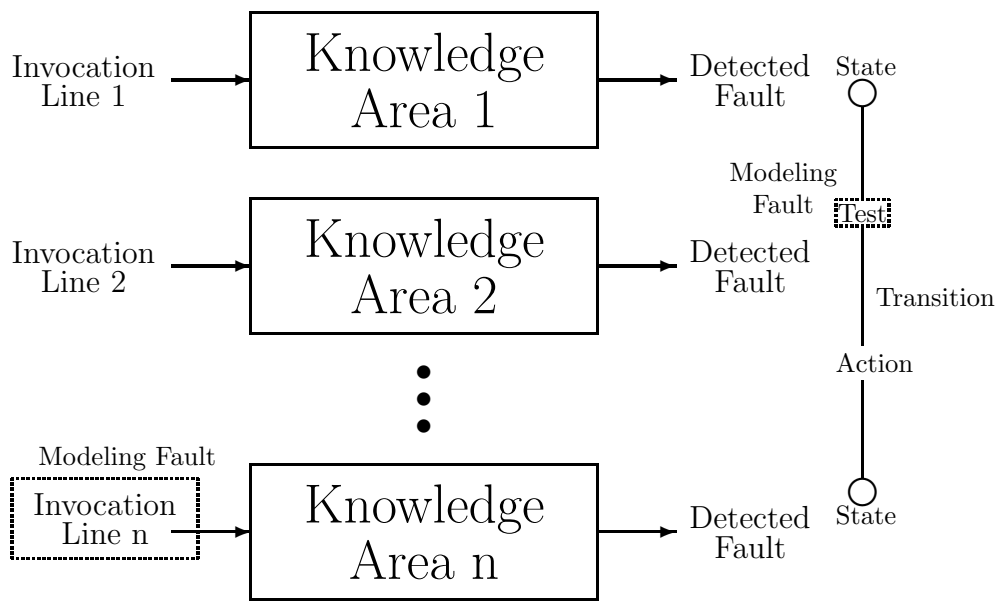 Invocation
Line 1
Knowledge
Area 1
Detected
Fault
State
Modeling
Fault
Test
Invocation
Line 2
Knowledge
Area 2
Detected
Fault
Transition
Action
Modeling Fault
Invocation
Line n
Knowledge
Area n
Detected
Fault
State